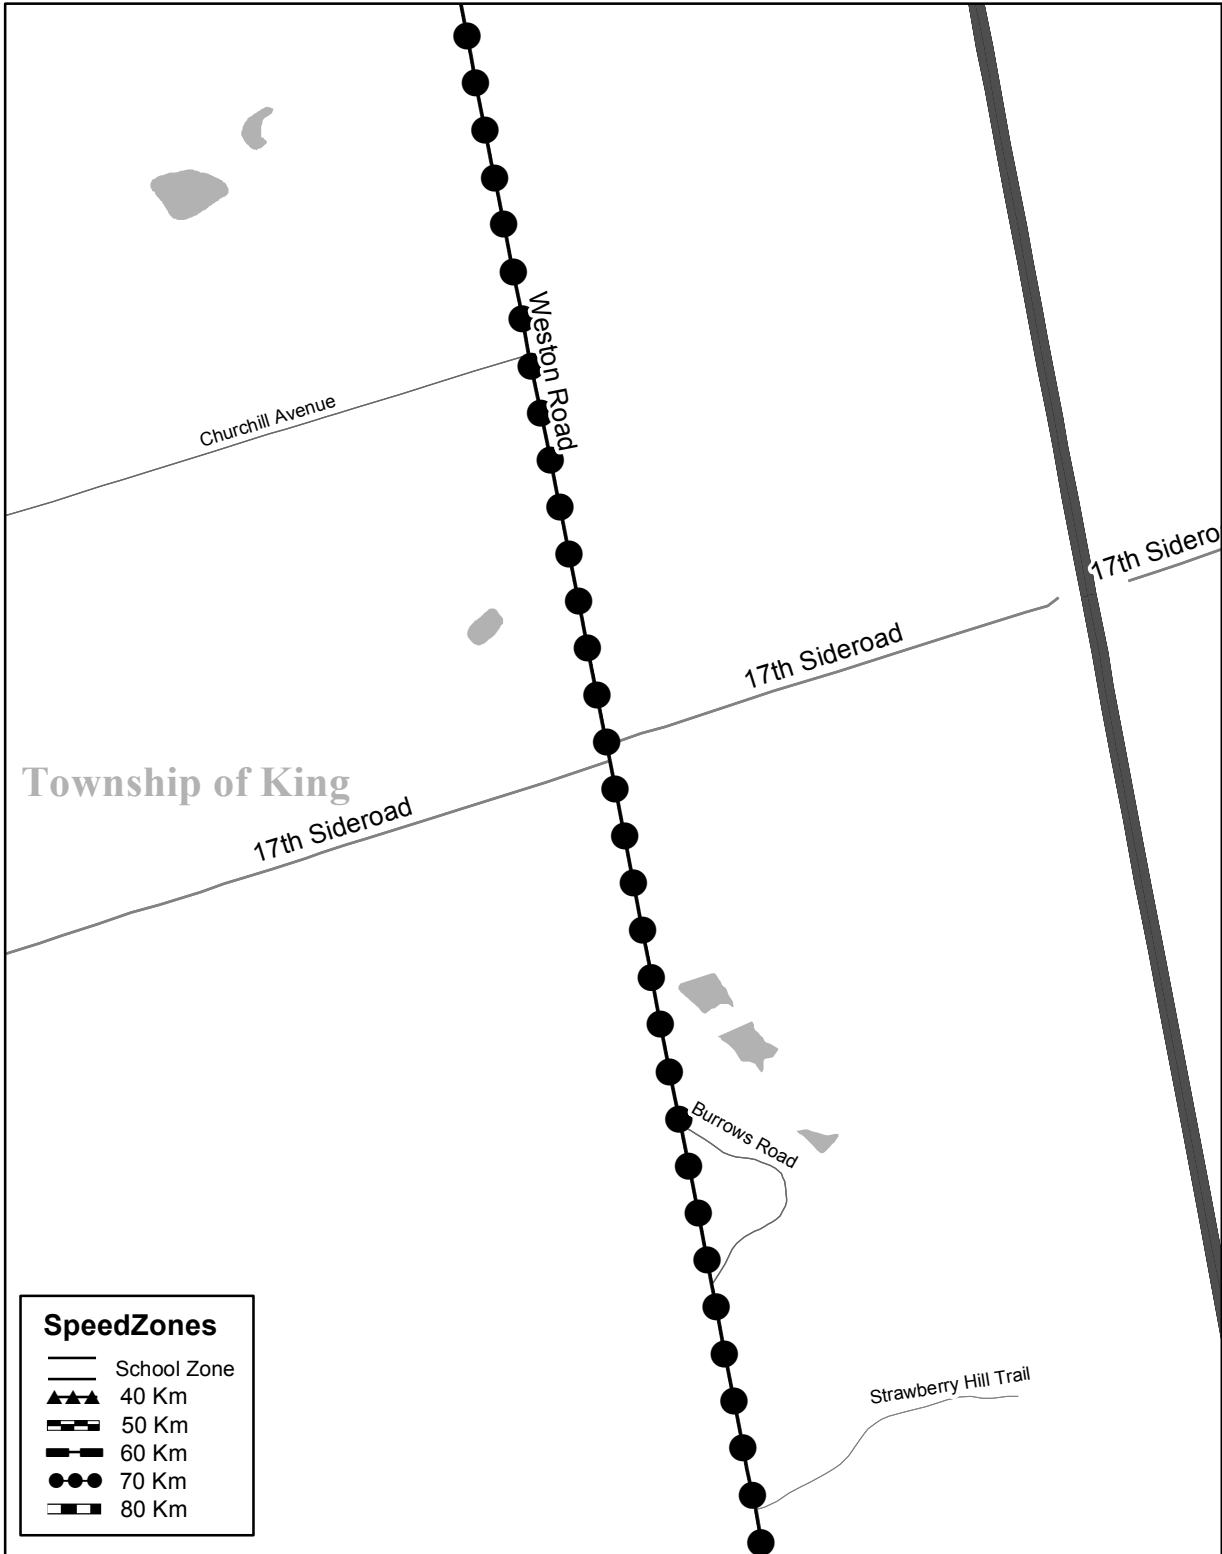 Weston Road
Churchill Avenue
17th Sidero
17th Sideroad
Township of King
17th Sideroad
Burrows Road
Strawberry Hill Trail
SpeedZones
School Zone
40 Km
50 Km
60 Km
70 Km
80 Km